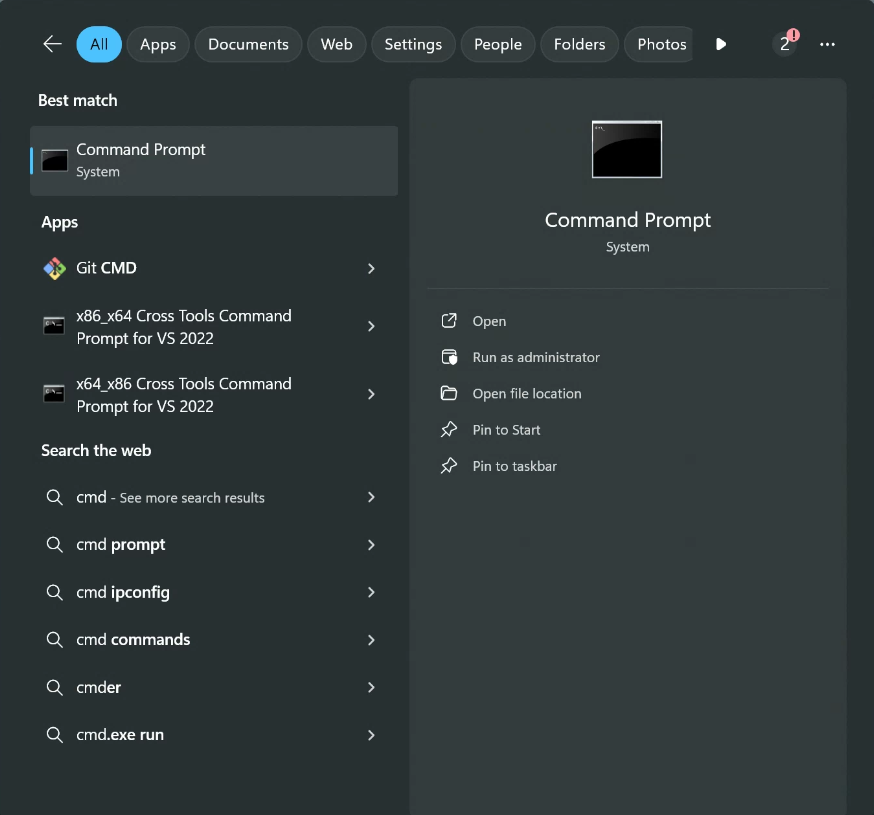 All
Apps
Documents
Web
Settings
People
Folders
Photos
2
!
Best match
Command Prompt
System
Apps
Git CMD
x86_x64 Cross Tools Command
Prompt for VS 2022
x64_x86 Cross Tools Command
Prompt for VS 2022
Search the web
cmd - See more search results
cmd prompt
cmd ipconfig
cmd commands
cmder
cmd.exe run
Command Prompt
System
Open
Run as administrator
Open file location
Pin to Start
Pin to taskbar